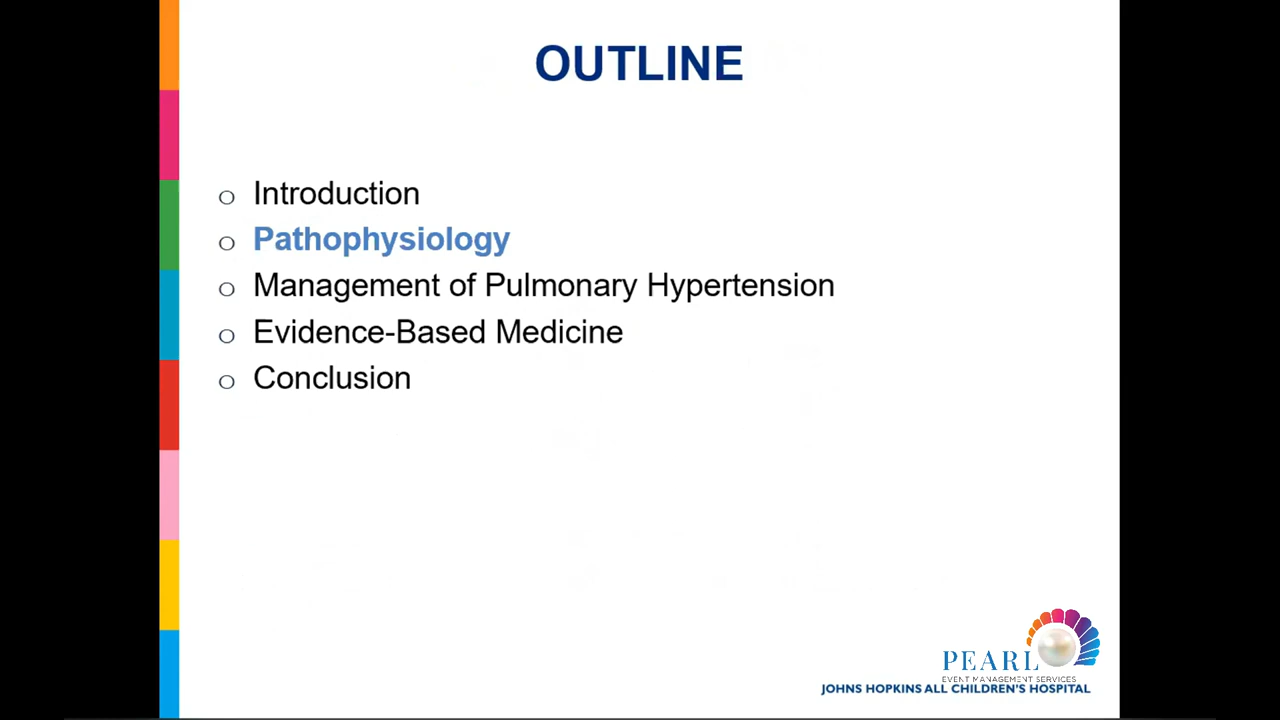 OUTLINE
o Introduction
o Pathophysiology
o Management of Pulmonary Hypertension
o Evidence-Based Medicine
o Conclusion
PEARL
EVENT MANAGEMENT SERVICES
JOHNS HOPKINS ALL CHILDREN'S HOSPITAL